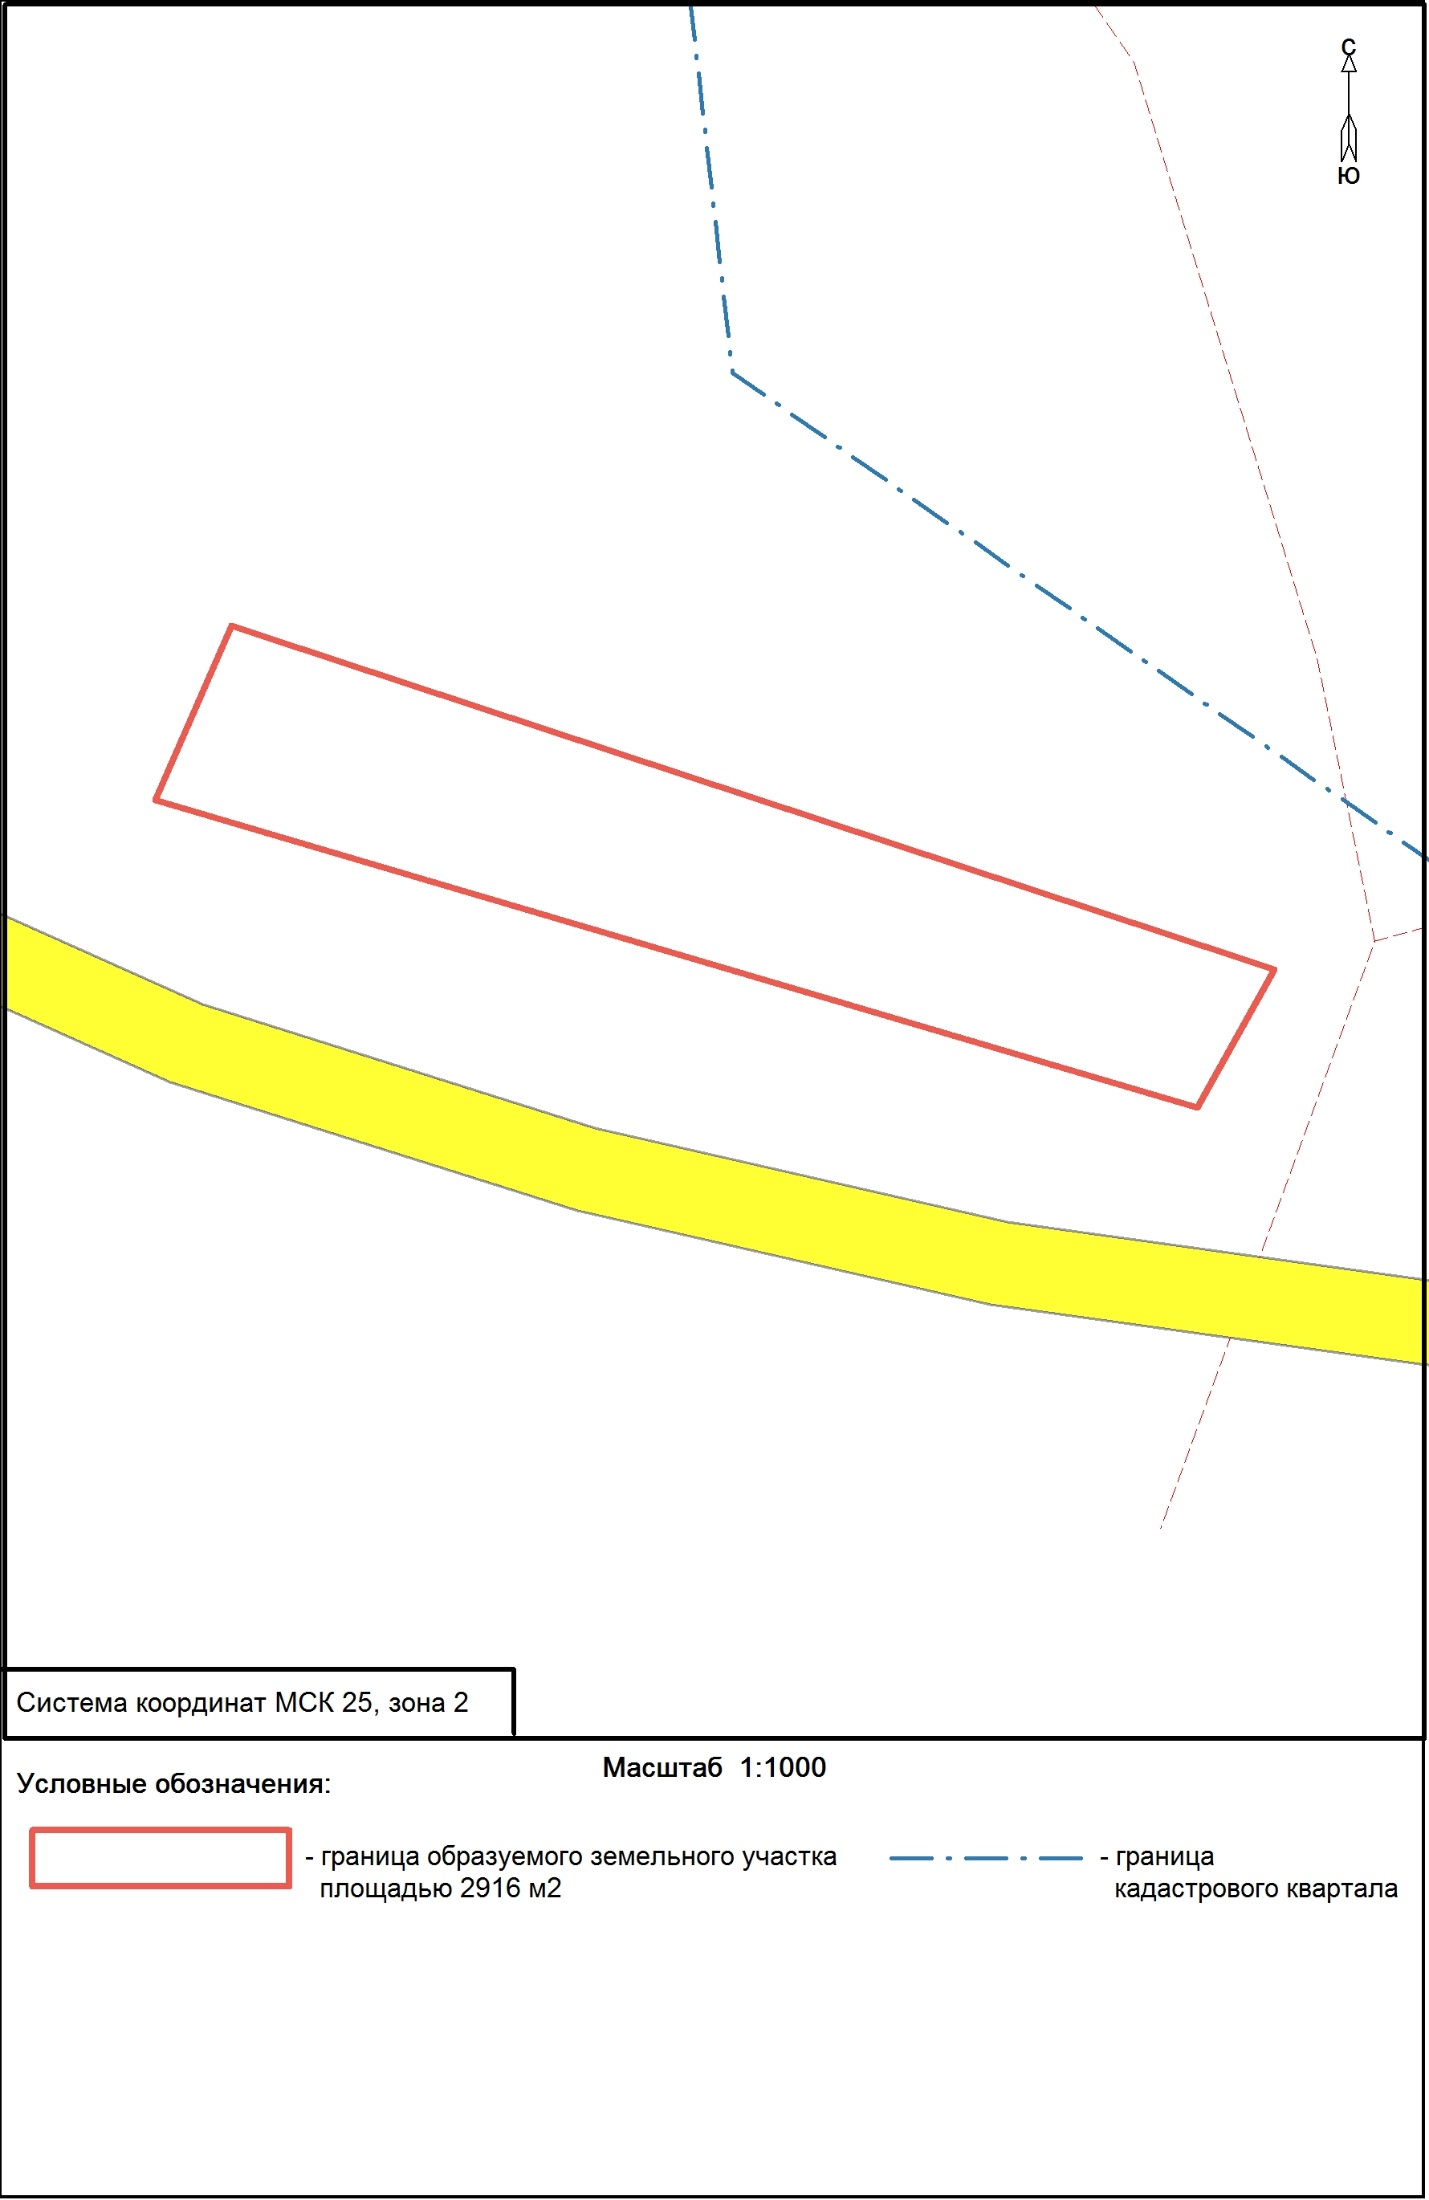 С
Ю
Система координат МСК 25, зона 2
Масштаб 1:1000
Условные обозначения:
- граница образуемого земельного участка
площадью 2916 м2
- граница
кадастрового квартала